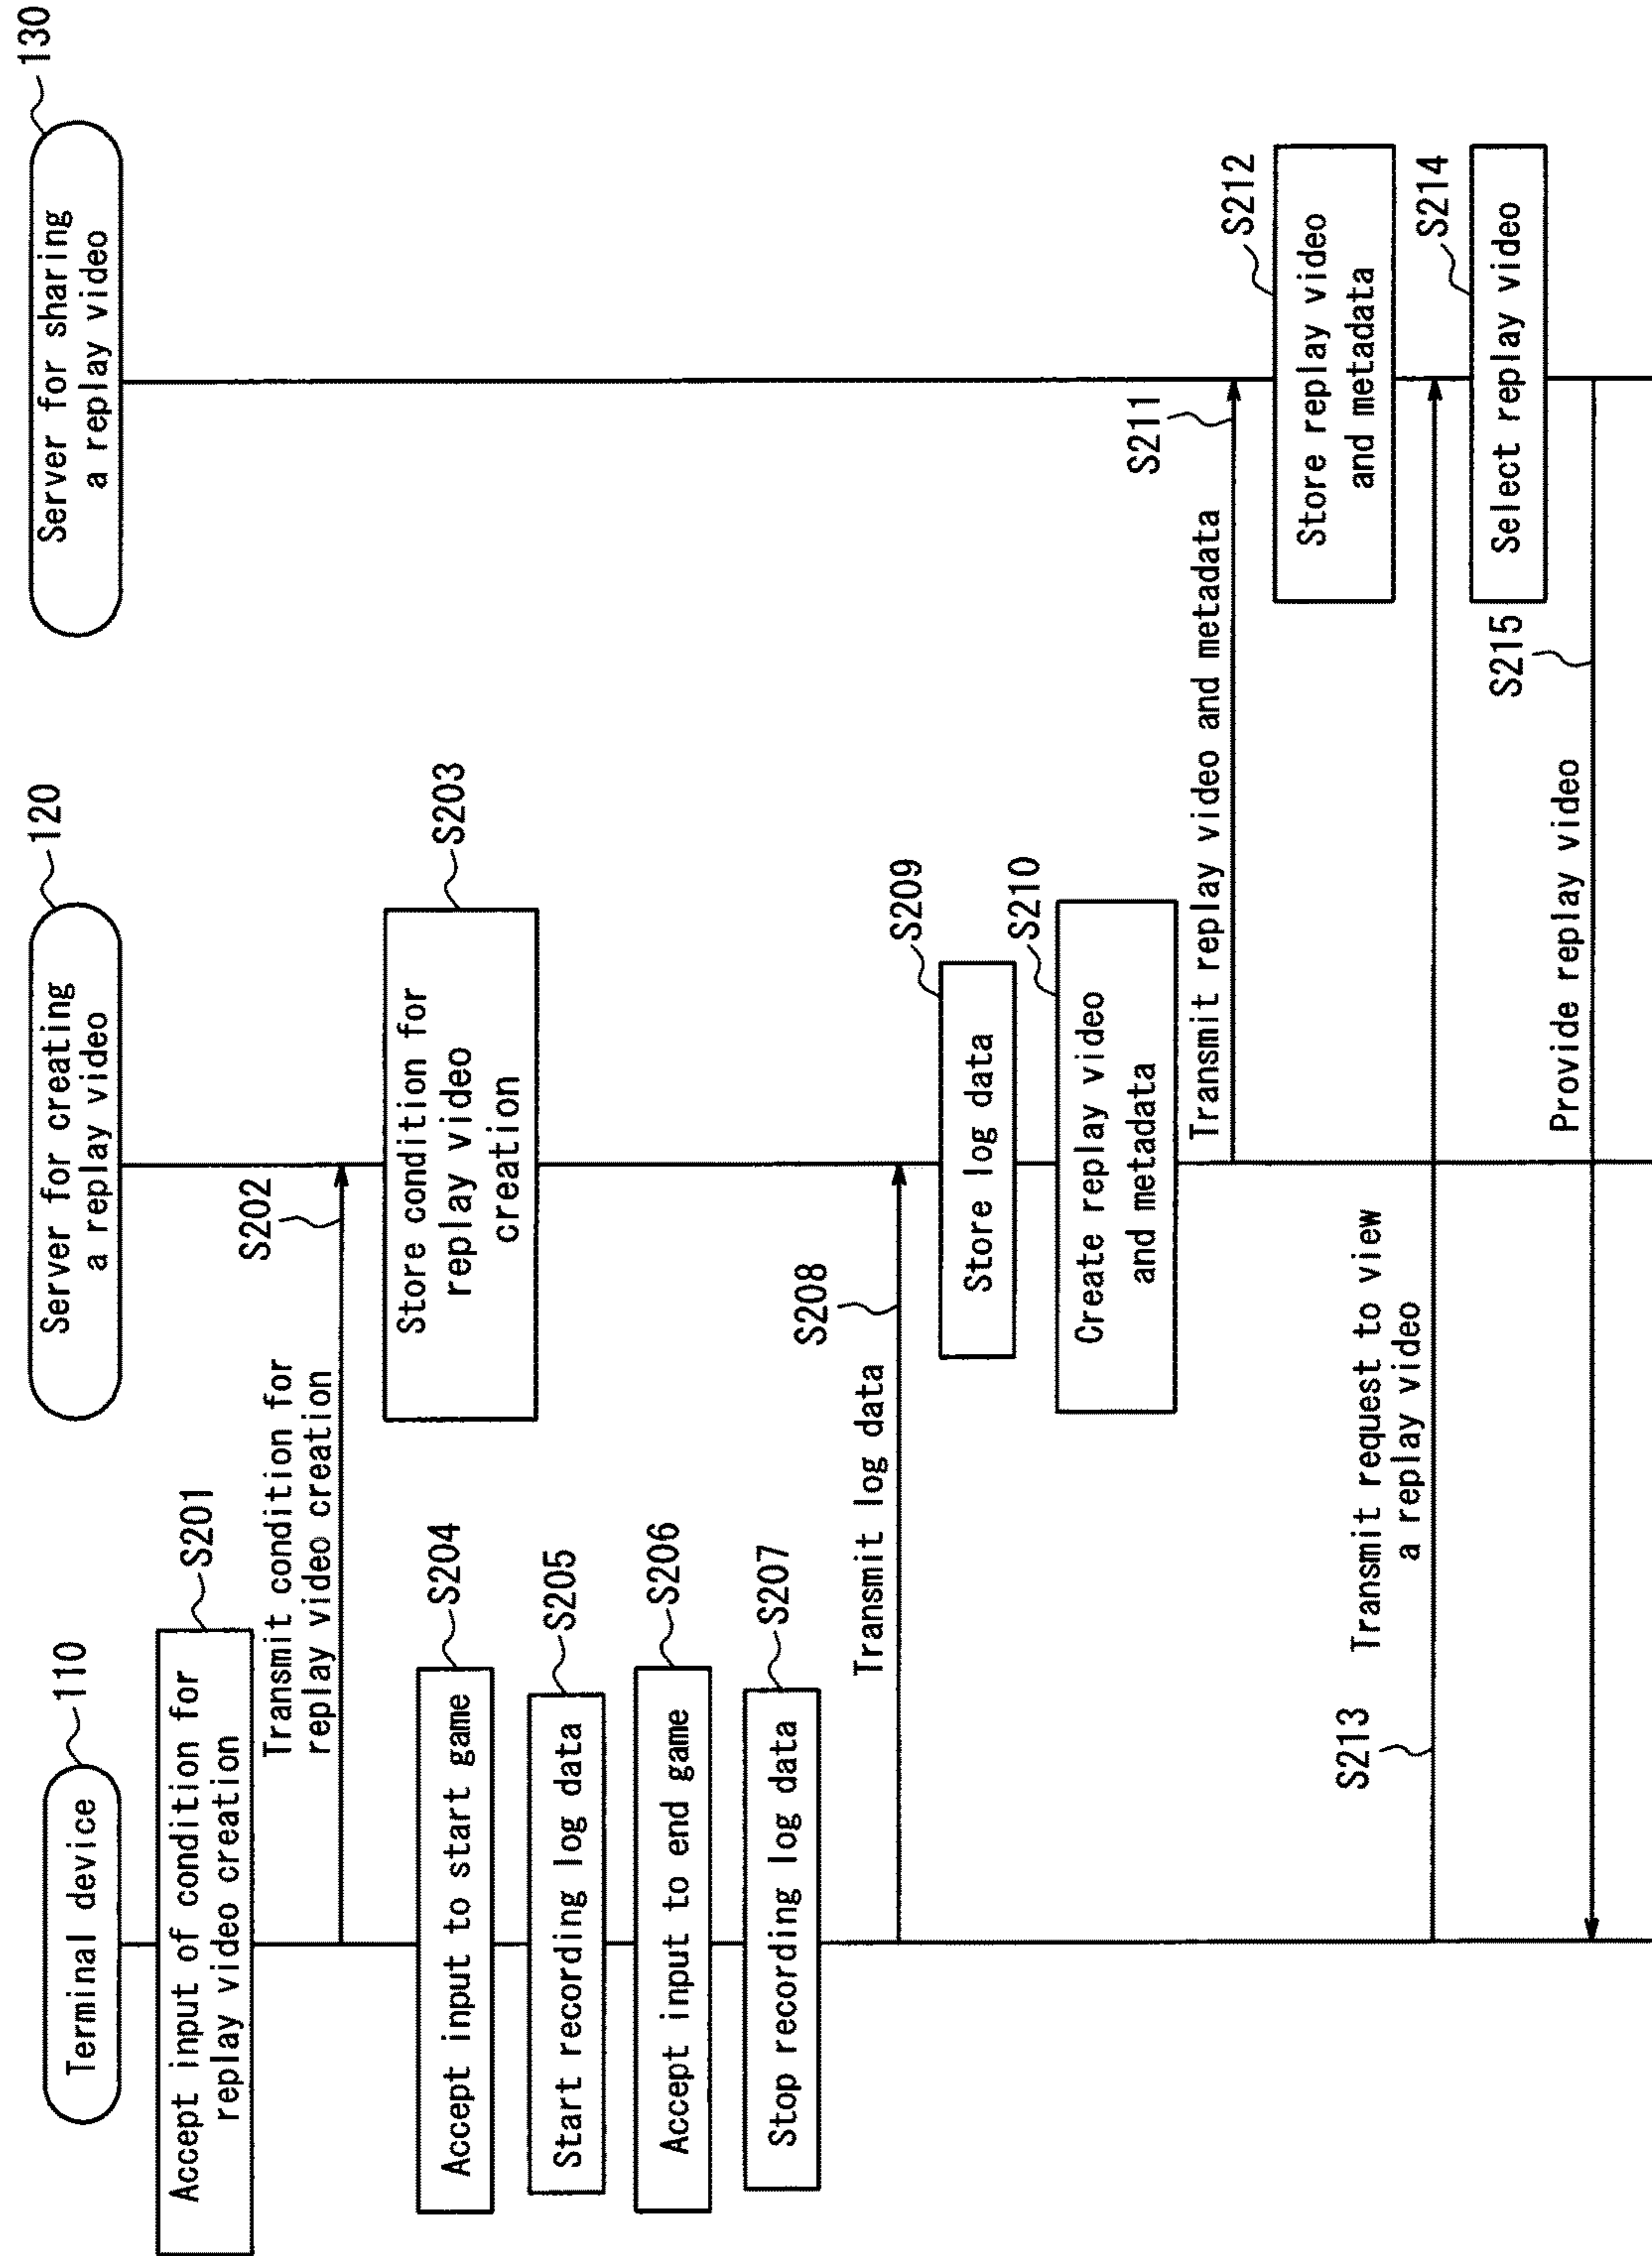 Terminal device
110
Server for creating
a replay video
120
Server for sharing
a replay video
130
Accept input of condition for
replay video creation
S201
Transmit condition for
replay video creation
S202
Store condition for
replay video
creation
S203
Accept input to start game
S204
Start recording log data
S205
Accept input to end game
S206
Stop recording log data
S207
Transmit log data
S208
Store log data
S209
Create replay video
and metadata
S210
Transmit replay video and metadata
S211
Store replay video
and metadata
S212
S213
Transmit request to view
a replay video
Select replay video
S214
Provide replay video
S215